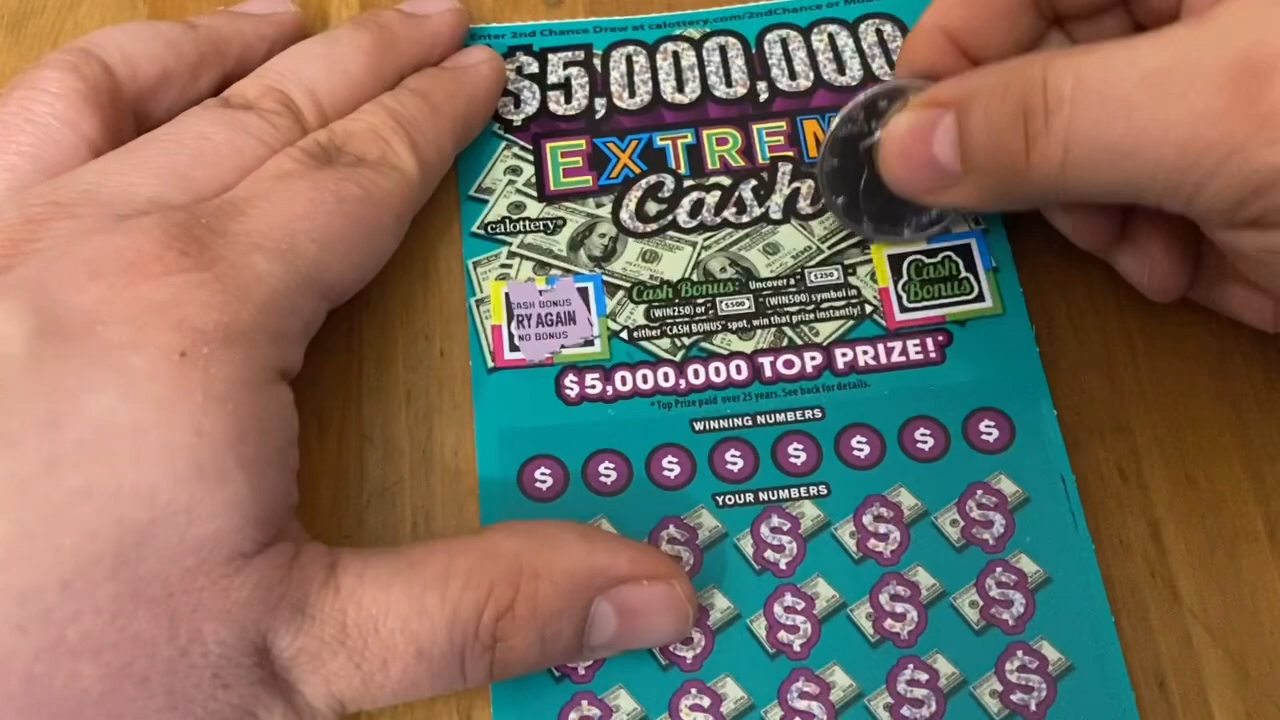 Enter 2nd Chance Draw at calottery.com/2ndChance or
$5,000,000
EXTREM
Cash
calottery®
CASH BONUS
RY AGAIN
NO BONUS
Cash Bonus: Uncover a $250
(WIN250) or $500 (WIN500) symbol in
either "CASH BONUS" spot, win that prize instantly!
Cash
Bonus
$5,000,000 TOP PRIZE!*
*Top Prize paid over 25 years. See back for details.
WINNING NUMBERS
$ $ $ $ $ $ $ $
YOUR NUMBERS
$ $ $ $
$ $ $ $
$ $ $ $ $